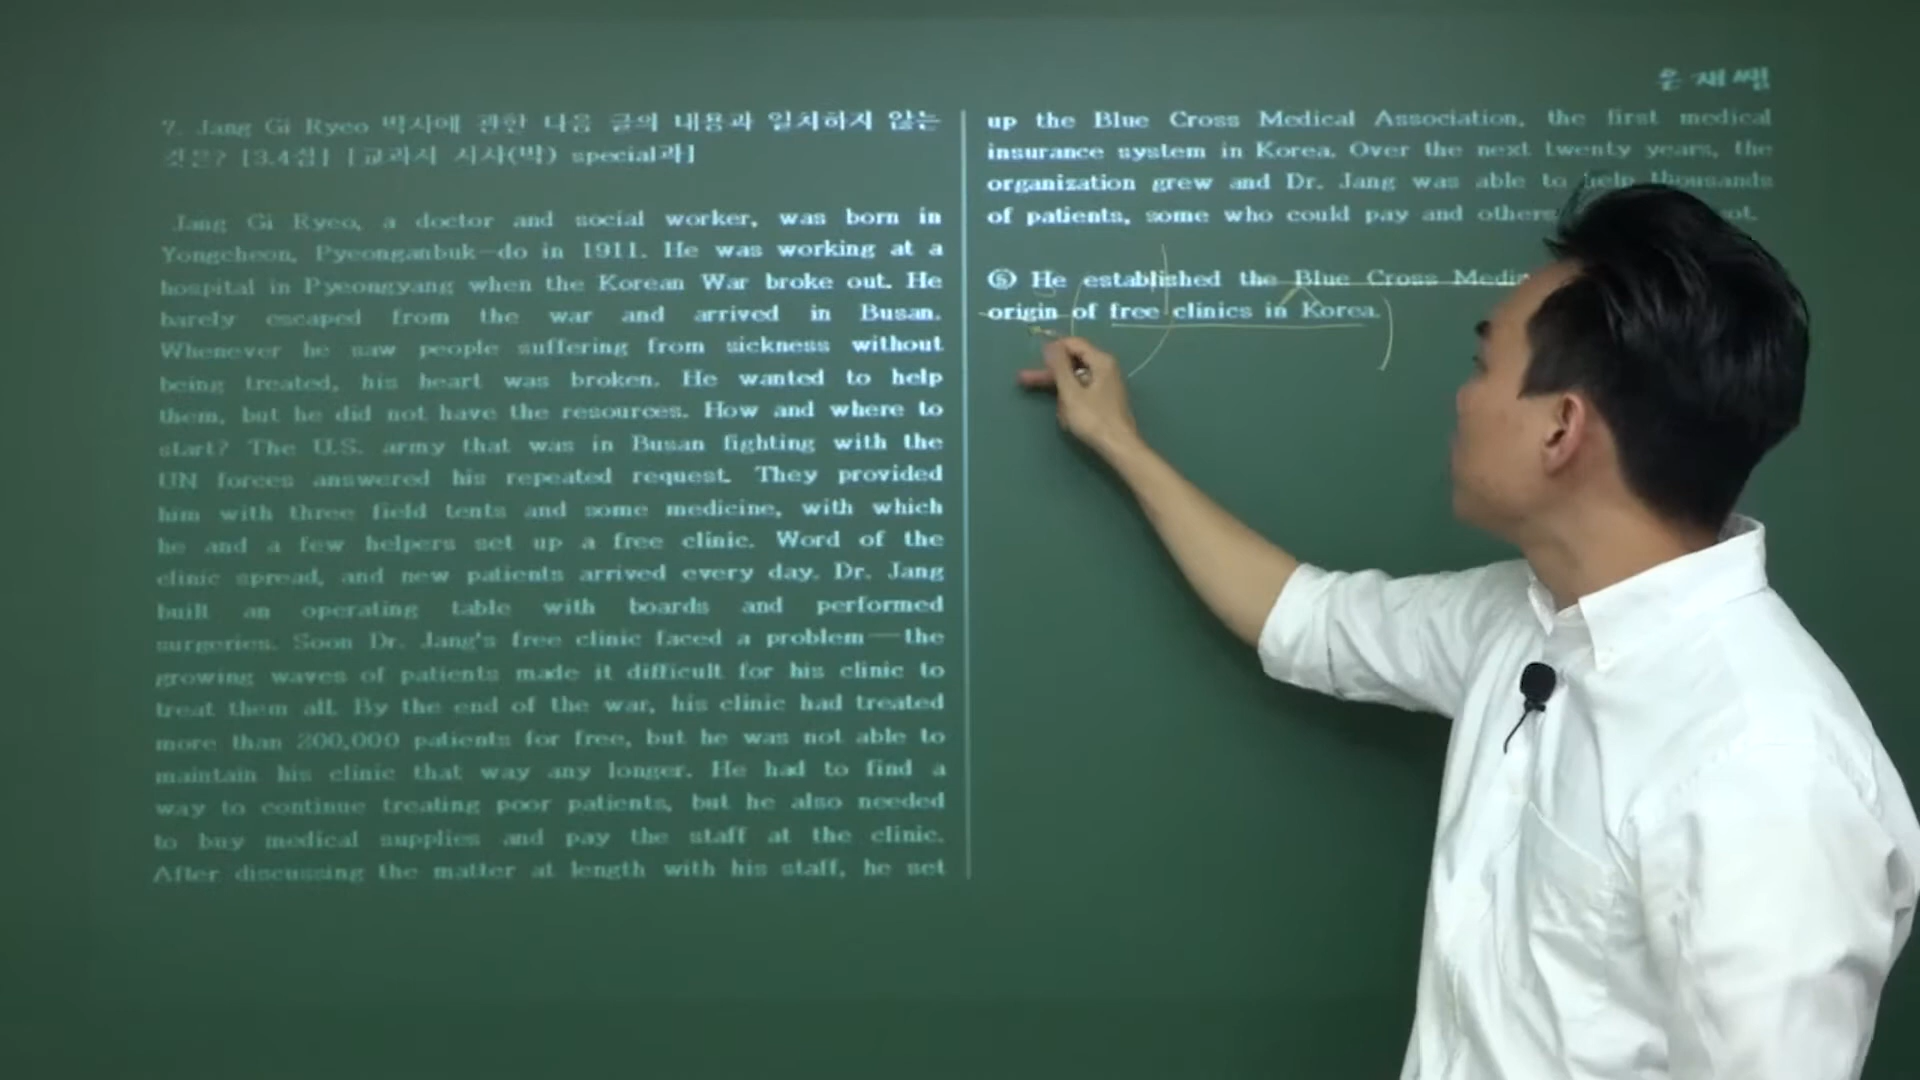 은재쌤
7. Jang Gi Ryeo 박사에 관한 다음 글의 내용과 일치하지 않는
것은? [3.4점] [교과서 시사(박) special과]
Jang Gi Ryeo, a doctor and social worker, was born in
Yongcheon, Pyeonganbuk-do in 1911. He was working at a
hospital in Pyeongyang when the Korean War broke out. He
barely escaped from the war and arrived in Busan.
Whenever he saw people suffering from sickness without
being treated, his heart was broken. He wanted to help
them, but he did not have the resources. How and where to
start? The U.S. army that was in Busan fighting with the
UN forces answered his repeated request. They provided
him with three field tents and some medicine, with which
he and a few helpers set up a free clinic. Word of the
clinic spread, and new patients arrived every day. Dr. Jang
built an operating table with boards and performed
surgeries. Soon Dr. Jang's free clinic faced a problem—the
growing waves of patients made it difficult for his clinic to
treat them all. By the end of the war, his clinic had treated
more than 200,000 patients for free, but he was not able to
maintain his clinic that way any longer. He had to find a
way to continue treating poor patients, but he also needed
to buy medical supplies and pay the staff at the clinic.
After discussing the matter at length with his staff, he set
up the Blue Cross Medical Association, the first medical
insurance system in Korea. Over the next twenty years, the
organization grew and Dr. Jang was able to help thousands
of patients, some who could pay and others
⑤ He established the Blue Cross
origin of free clinics in Korea.